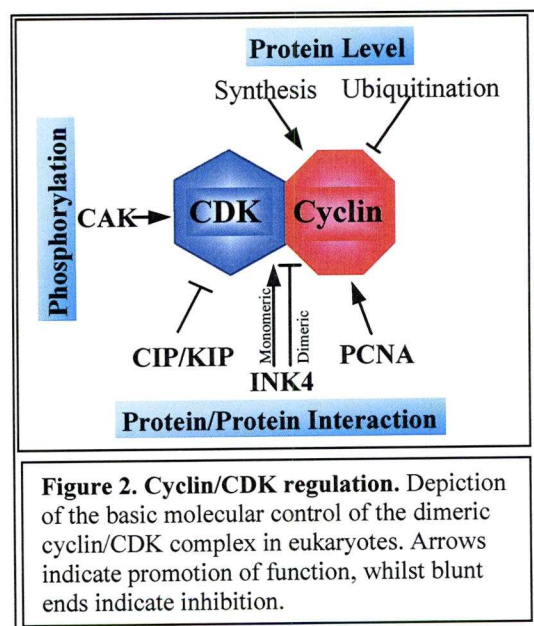 Protein Level
Synthesis Ubiquitination
Phosphorylation
CAK
CDK
Cyclin
CIP/KIP
Monomeric
Dimeric
INK4
PCNA
Protein/Protein Interaction
Figure 2. Cyclin/CDK regulation. Depiction
of the basic molecular control of the dimeric
cyclin/CDK complex in eukaryotes. Arrows
indicate promotion of function, whilst blunt
ends indicate inhibition.